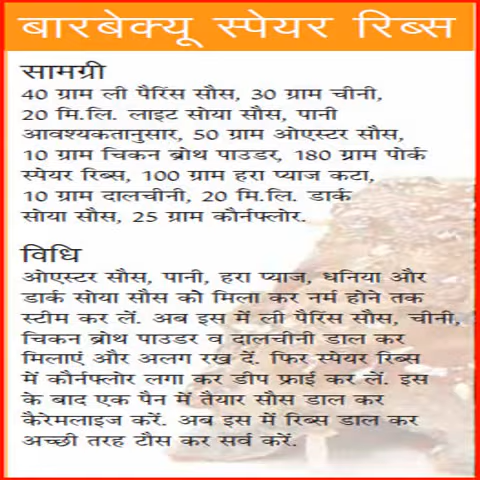 बारबेक्यू स्पेयर रिब्स
सामग्री
40 ग्राम ली पैरिंस सौस, 30 ग्राम चीनी,
20 मि.लि. लाइट सोया सौस, पानी
आवश्यकतानुसार, 50 ग्राम ओएस्टर सौस,
10 ग्राम चिकन ब्रोथ पाउडर, 180 ग्राम पोर्क
स्पेयर रिब्स, 100 ग्राम हरा प्याज कटा,
10 ग्राम दालचीनी, 20 मि.लि. डार्क
सोया सौस, 25 ग्राम कौर्नफ्लोर.
विधि
ओएस्टर सौस, पानी, हरा प्याज, धनिया और
डार्क सोया सौस को मिला कर नर्म होने तक
स्टीम कर लें. अब इस में ली पैरिंस सौस, चीनी,
चिकन ब्रोथ पाउडर व दालचीनी डाल कर
मिलाएं और अलग रख दें. फिर स्पेयर रिब्स
में कौर्नफ्लोर लगा कर डीप फ्राई कर लें. इस
के बाद एक पैन में तैयार सौस डाल कर
कैरेमलाइज करें. अब इस में रिब्स डाल कर
अच्छी तरह टौस कर सर्व करें.